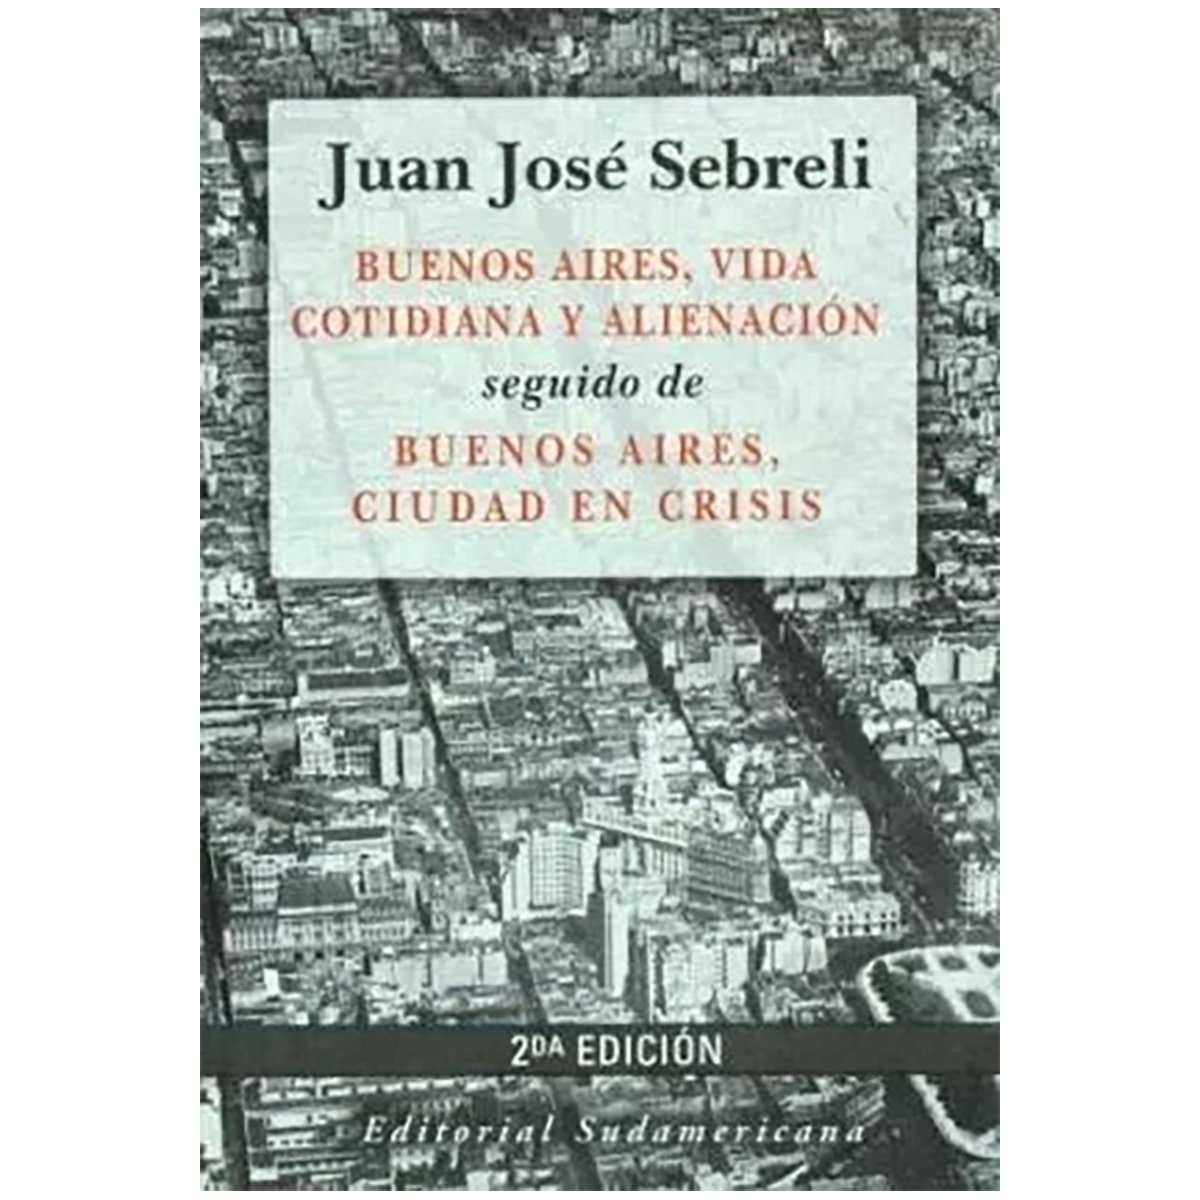 Juan José Sebreli
BUENOS AIRES, VIDA
COTIDIANA Y ALIENACIÓN
seguido de
BUENOS AIRES,
CIUDAD EN CRISIS
2DA EDICIÓN
Editorial Sudamericana